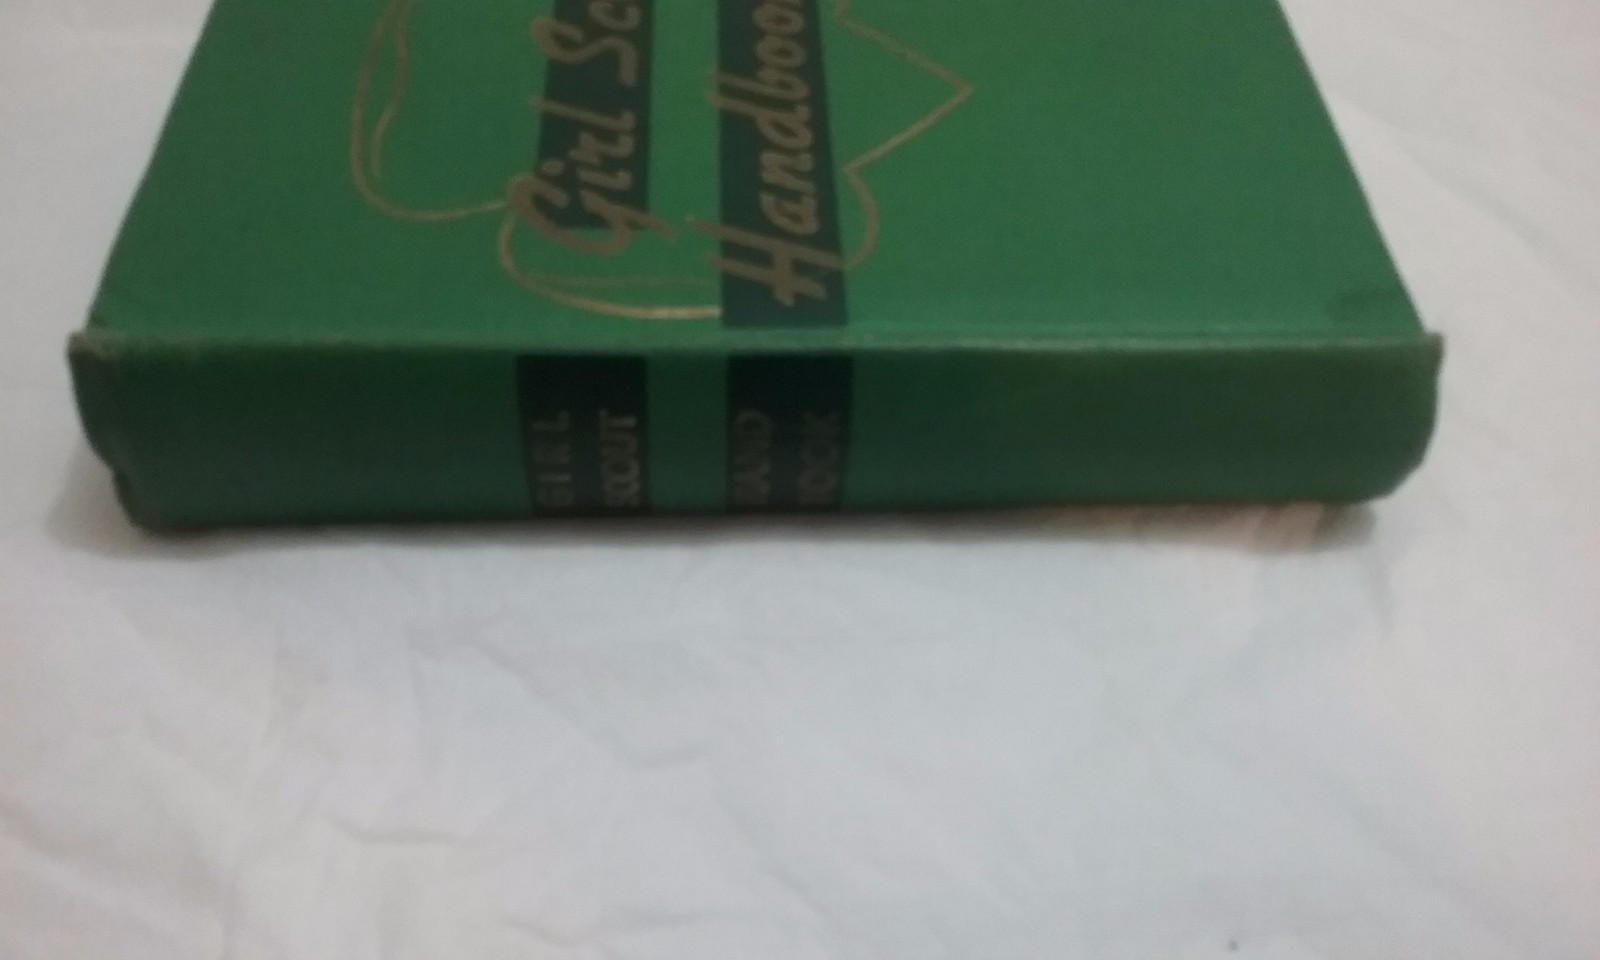 Girl Sc
Handboo
GIRL
SCOUT
HAND
BOOK